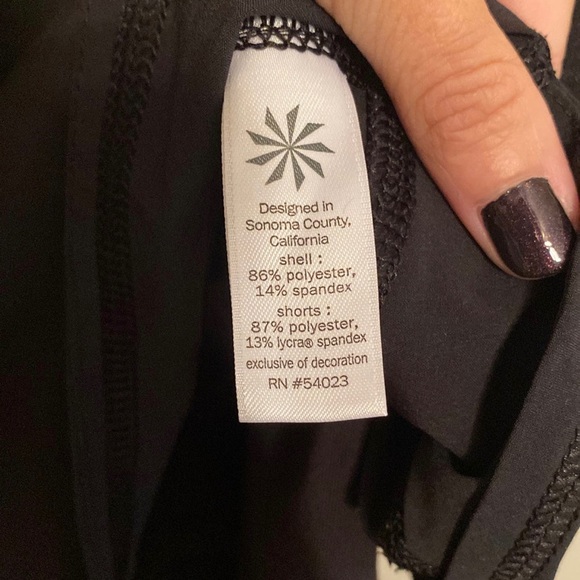 Designed in
Sonoma County,
California
shell :
86% polyester,
14% spandex
shorts :
87% polyester,
13% lycra® spandex
exclusive of decoration
RN #54023